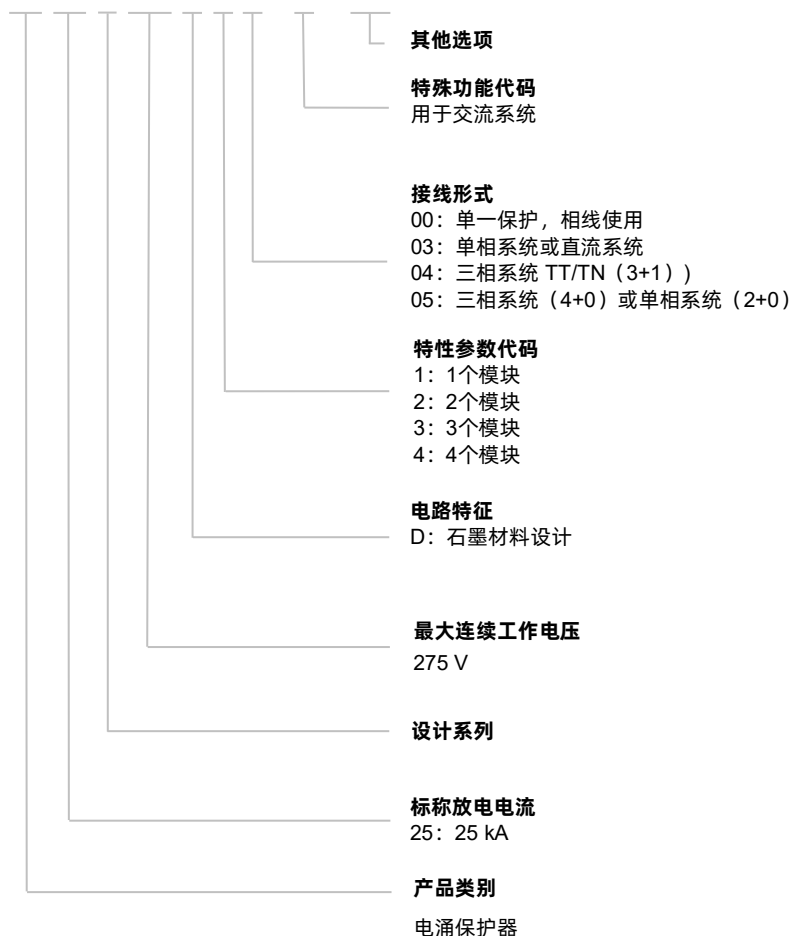 其他选项
特殊功能代码
用于交流系统
接线形式
00：单一保护，相线使用
03：单相系统或直流系统
04：三相系统 TT/TN（3+1））
05：三相系统（4+0）或单相系统（2+0）
特性参数代码
1：1个模块
2：2个模块
3：3个模块
4：4个模块
电路特征
D：石墨材料设计
最大连续工作电压
275 V
设计系列
标称放电电流
25：25 kA
产品类别
电涌保护器